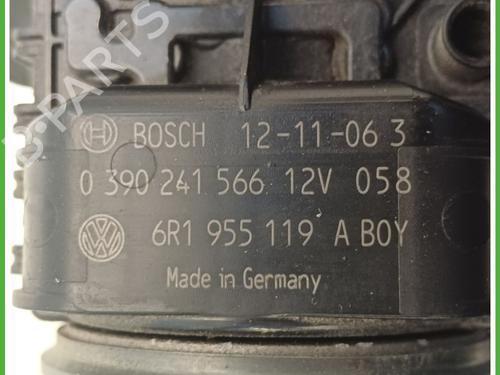 B-PARTS
BOSCH 12-11-06 3
0 390 241 566 12V 058
6R1 955 119 A BOY
Made in Germany